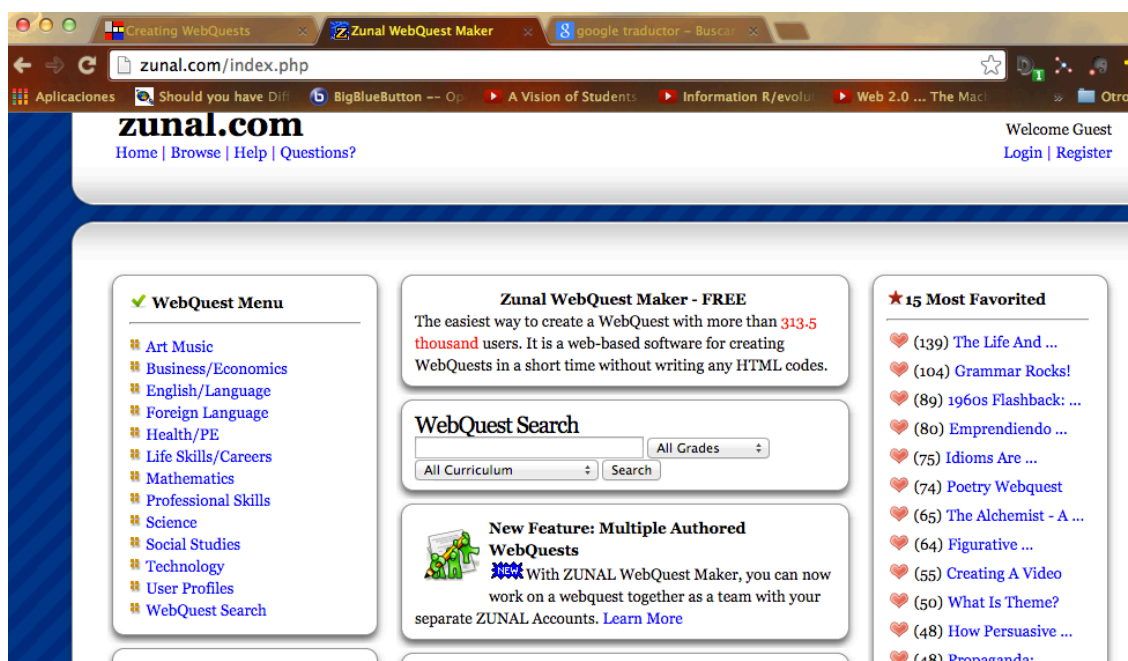 Creating WebQuests
Zunal WebQuest Maker
google traductor – Buscar
zunal.com/index.php
Aplicaciones
Should you have Diff
BigBlueButton -- Op
A Vision of Students
Information R/evolut
Web 2.0 ... The Mach
»
Otro
zunal.com
Welcome Guest
Home | Browse | Help | Questions?
Login | Register
WebQuest Menu
Art Music
Business/Economics
English/Language
Foreign Language
Health/PE
Life Skills/Careers
Mathematics
Professional Skills
Science
Social Studies
Technology
User Profiles
WebQuest Search
Zunal WebQuest Maker - FREE
The easiest way to create a WebQuest with more than 313.5
thousand users. It is a web-based software for creating
WebQuests in a short time without writing any HTML codes.
WebQuest Search
All Grades
All Curriculum
Search
New Feature: Multiple Authored
WebQuests
NEW With ZUNAL WebQuest Maker, you can now
work on a webquest together as a team with your
separate ZUNAL Accounts. Learn More
15 Most Favorited
(139) The Life And ...
(104) Grammar Rocks!
(89) 1960s Flashback: ...
(80) Emprendiendo ...
(75) Idioms Are ...
(74) Poetry Webquest
(65) The Alchemist - A ...
(64) Figurative ...
(55) Creating A Video
(50) What Is Theme?
(48) How Persuasive ...
(48) Propaganda: